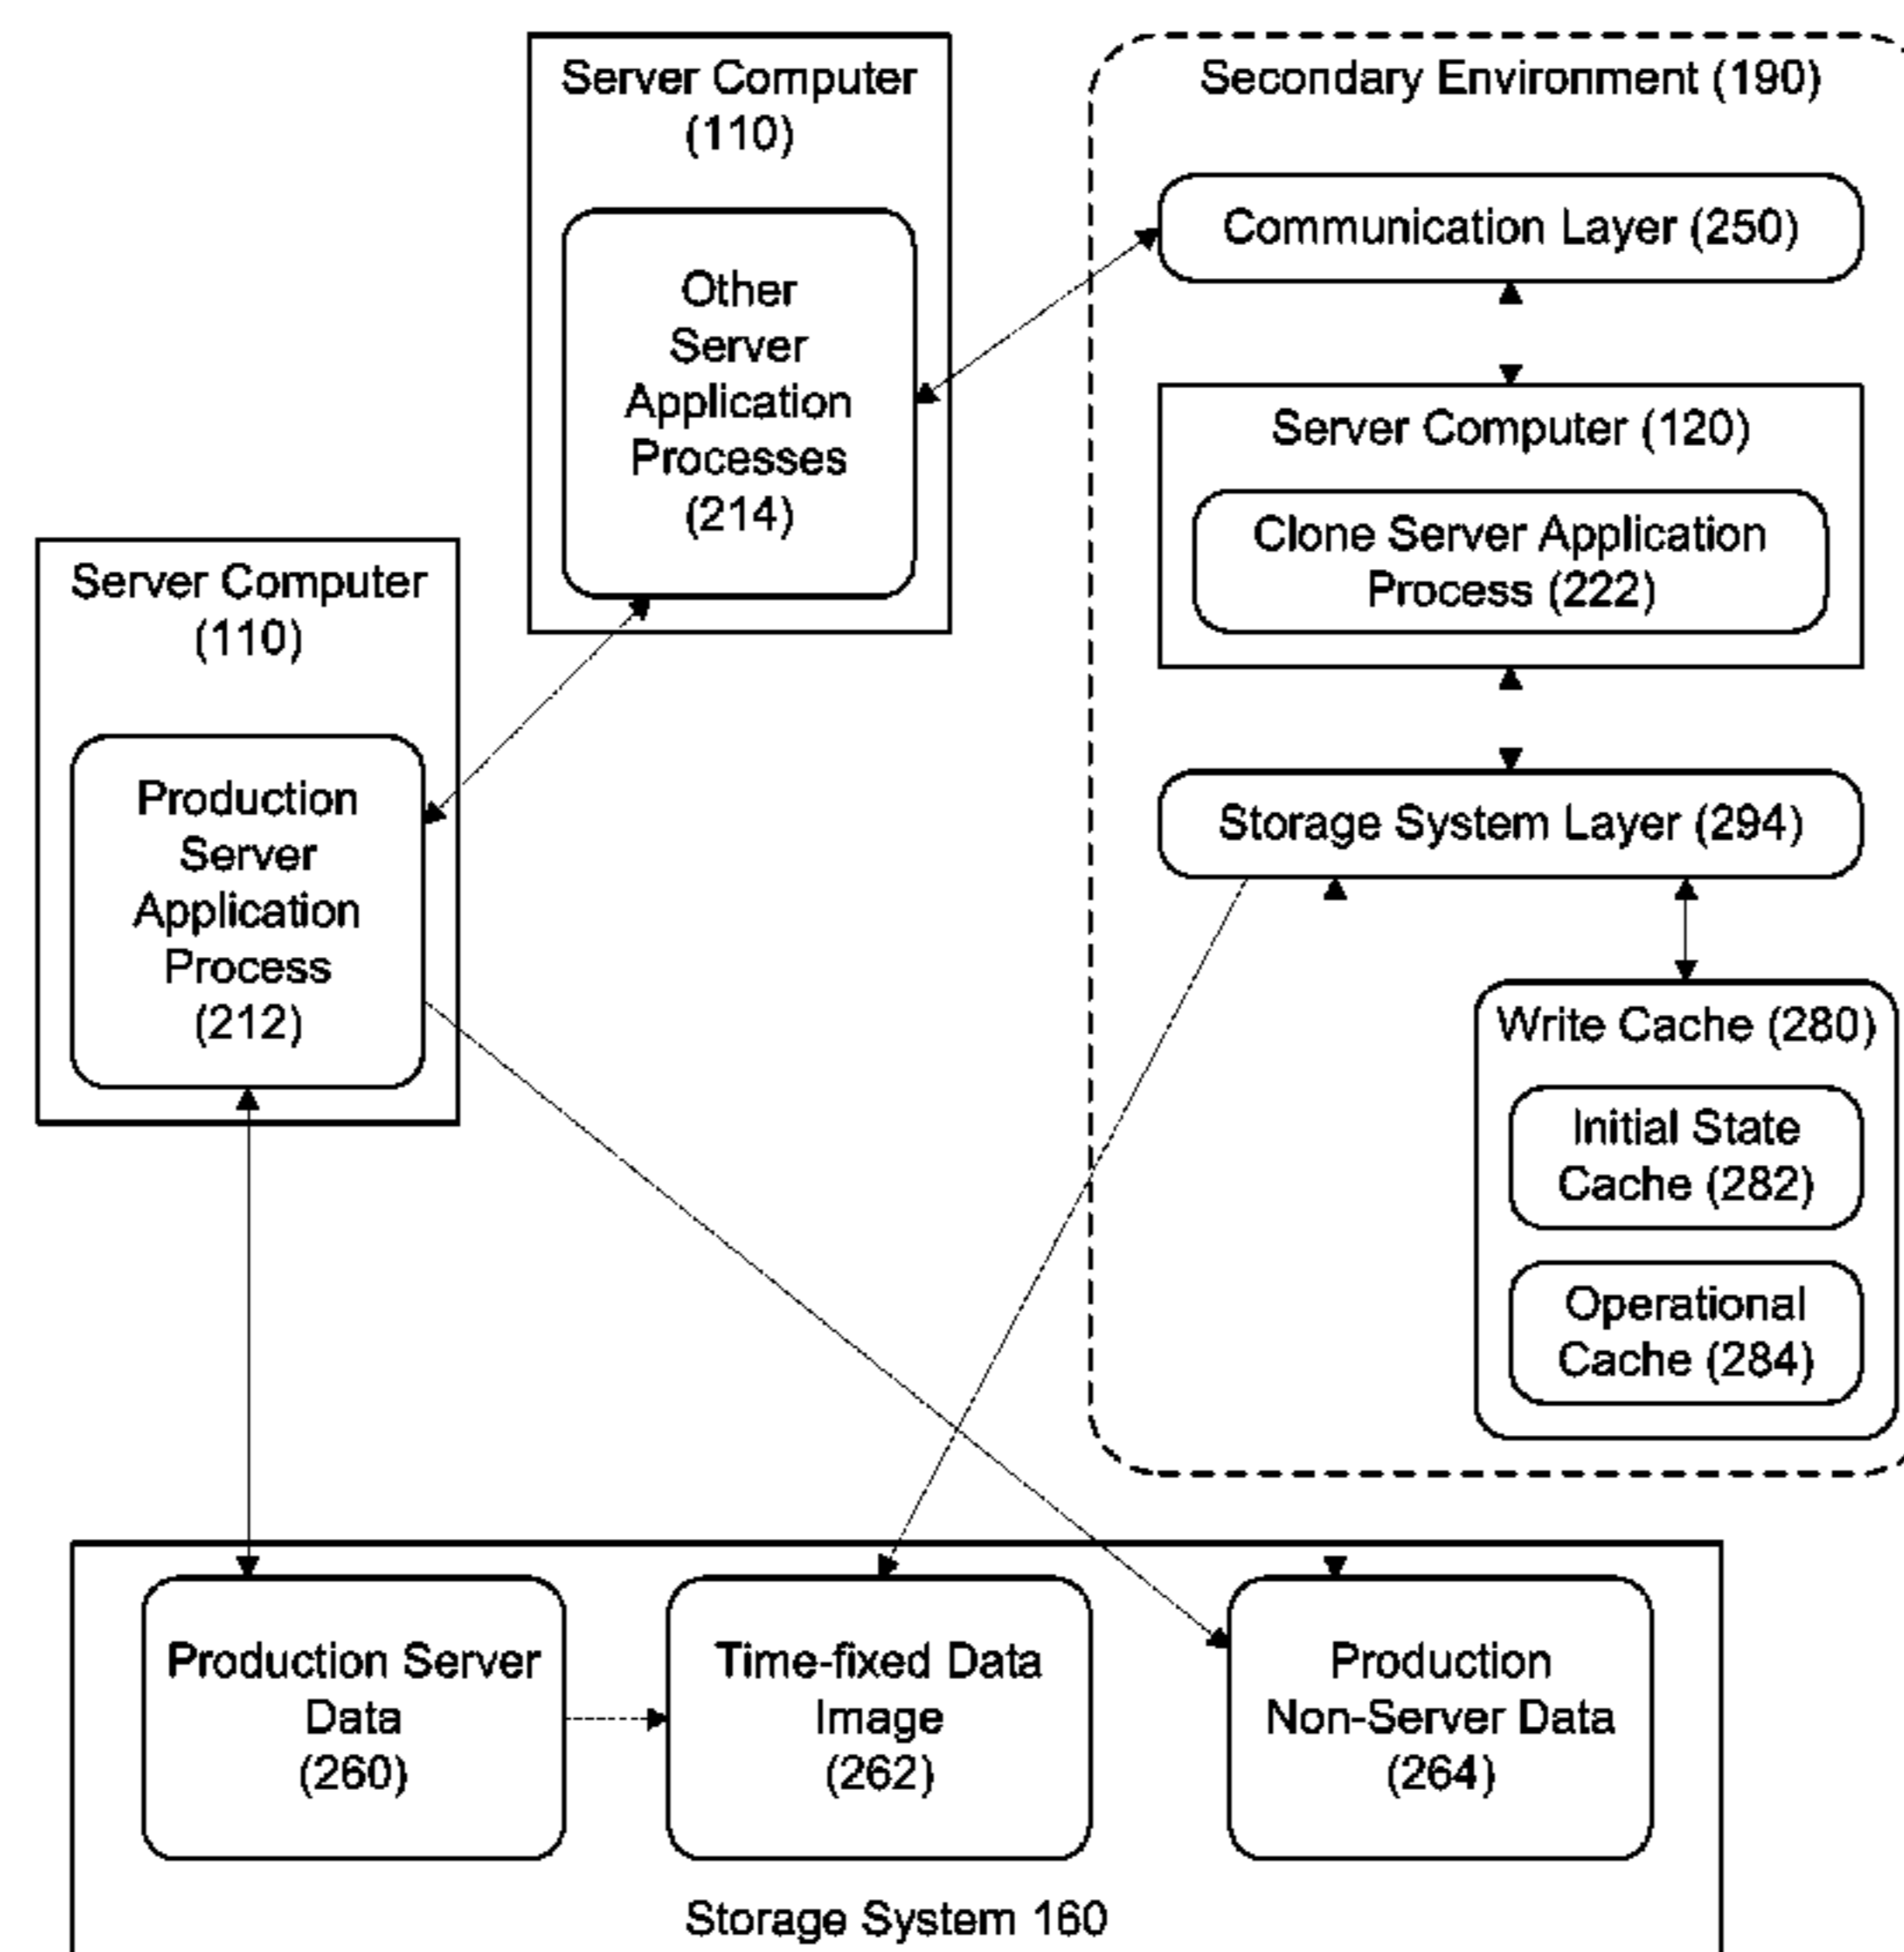 Server Computer
(110)
Other
Server
Application
Processes
(214)
Secondary Environment (190)
Communication Layer (250)
Server Computer (120)
Clone Server Application
Process (222)
Storage System Layer (294)
Write Cache (280)
Initial State
Cache (282)
Operational
Cache (284)
Server Computer
(110)
Production
Server
Application
Process
(212)
Production Server
Data
(260)
Time-fixed Data
Image
(262)
Production
Non-Server Data
(264)
Storage System 160